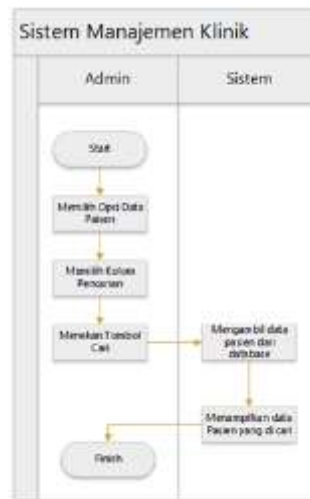 Sistem Manajemen Klinik
Admin
Sistem
Start
Memilih Opsi Data
Pasien
Memilih Kolom
Pencarian
Menekan Tombol
Cari
Mengambil data
pasien dari
database
Menampilkan data
Pasien yang di cari
Finish